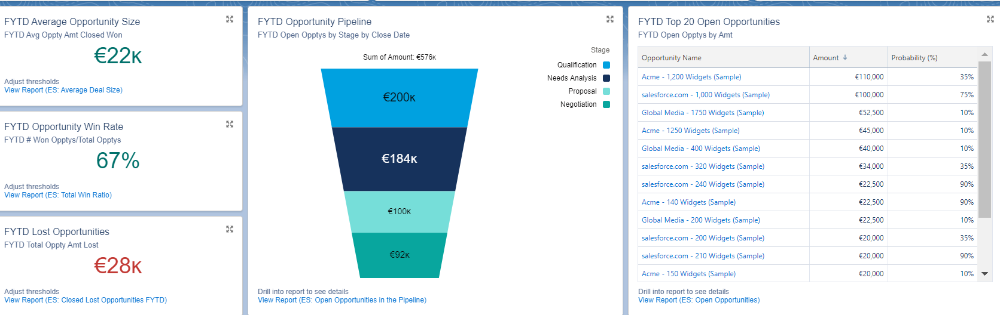 FYTD Average Opportunity Size
FYTD Avg Oppty Amt Closed Won
€22K
Adjust thresholds
View Report (ES: Average Deal Size)
FYTD Opportunity Win Rate
FYTD # Won Opptys/Total Opptys
67%
Adjust thresholds
View Report (ES: Total Win Ratio)
FYTD Lost Opportunities
FYTD Total Oppty Amt Lost
€28K
Adjust thresholds
View Report (ES: Closed Lost Opportunities FYTD)
FYTD Opportunity Pipeline
FYTD Open Opptys by Stage by Close Date
Stage
Qualification
Needs Analysis
Proposal
Negotiation
Sum of Amount: €576K
€200K
€184K
€100K
€92K
Drill into report to see details
View Report (ES: Open Opportunities in the Pipeline)
FYTD Top 20 Open Opportunities
FYTD Open Opptys by Amt
Opportunity Name Amount ↓ Probability (%)
Acme - 1,200 Widgets (Sample) €110,000 35%
salesforce.com - 1,000 Widgets (Sample) €100,000 75%
Global Media - 1750 Widgets (Sample) €52,500 10%
Acme - 1250 Widgets (Sample) €45,000 10%
Global Media - 400 Widgets (Sample) €40,000 10%
salesforce.com - 320 Widgets (Sample) €34,000 35%
salesforce.com - 240 Widgets (Sample) €22,500 90%
Acme - 140 Widgets (Sample) €22,500 90%
Global Media - 200 Widgets (Sample) €22,500 10%
salesforce.com - 200 Widgets (Sample) €20,000 35%
salesforce.com - 210 Widgets (Sample) €20,000 90%
Acme - 150 Widgets (Sample) €20,000 10%
Drill into report to see details
View Report (ES: Open Opportunities)